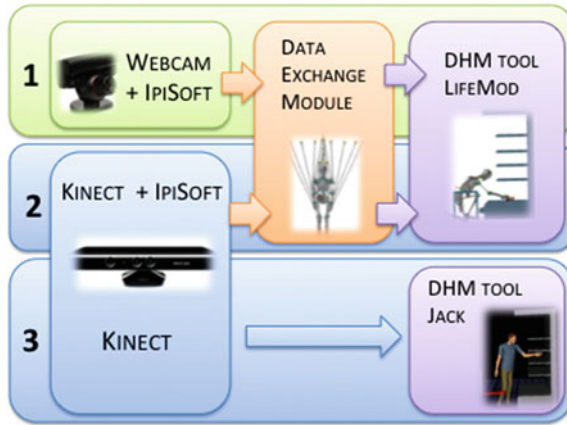 1
WEBCAM
+ IPISOFT
DATA
EXCHANGE
MODULE
DHM TOOL
LIFEMOD
2
KINECT + IPISOFT
3
KINECT
DHM TOOL
JACK